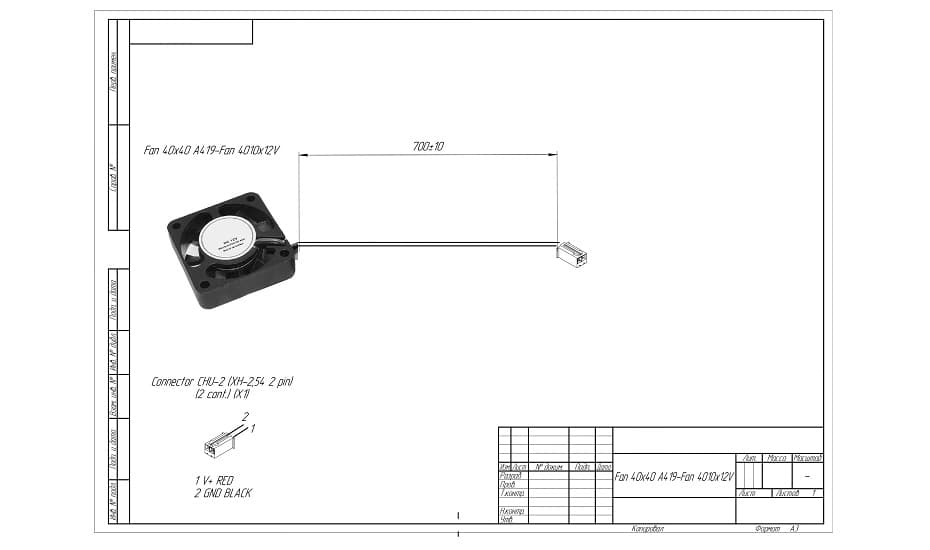 Перв. примен.
Справ. №
Подп. и дата
Инв. № дубл.
Взам. инв. №
Подп. и дата
Инв. № подл.
Fan 40x40 A419-Fan 4010x12V
700±10
DC 12V
Connector CHU-2 (XH-2,54 2 pin)
(2 cont.) (X1)
2
1
1 V+ RED
2 GND BLACK
Изм. Лист № докум. Подп. Дата
Разраб.
Пров.
Т.контр.
Н.контр.
Утв.
Fan 40x40 A419-Fan 4010x12V
Лит. Масса Масштаб
-
Лист Листов 1
Копировал Формат A3